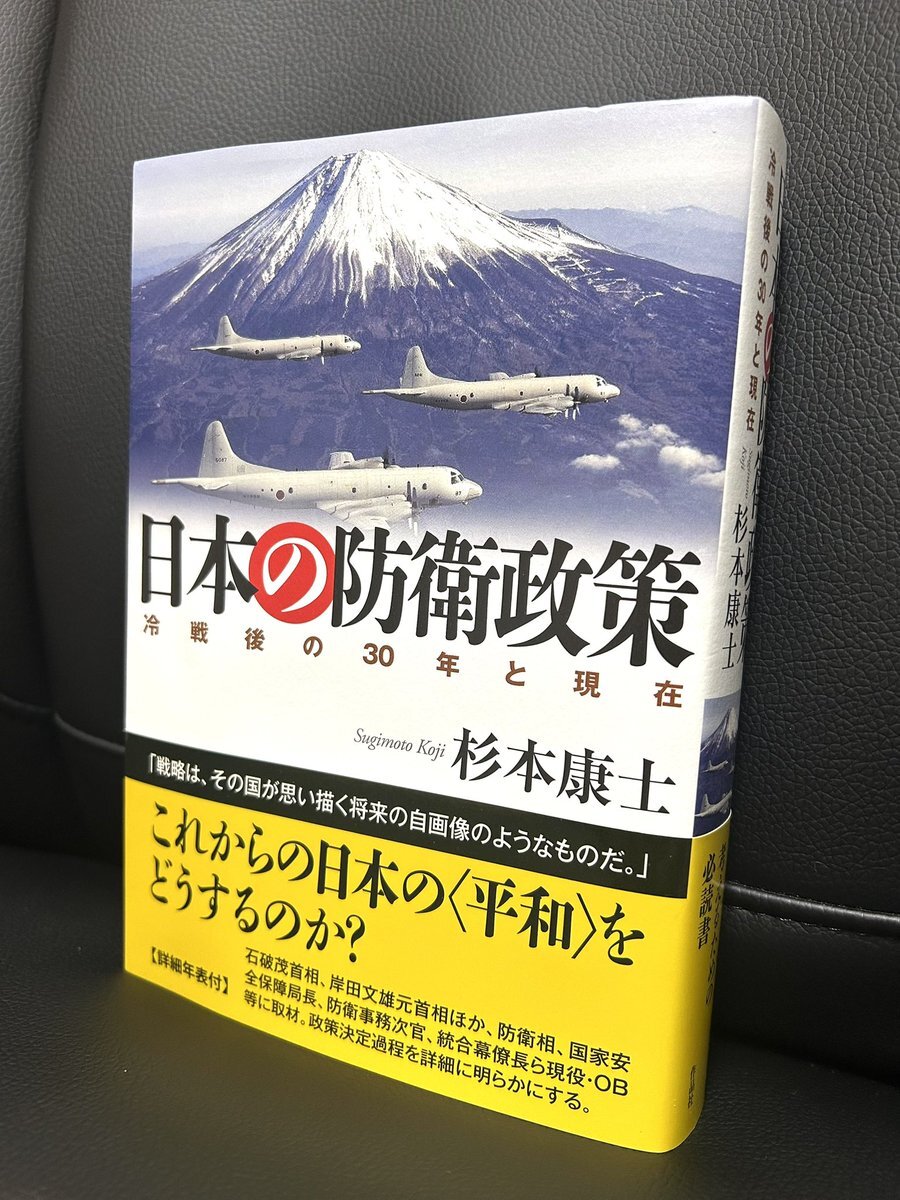 日本の防衛政策
冷戦後の30年と現在
Sugimoto Koji 杉本康士
「戦略は、その国が思い描く将来の自画像のようなものだ。」
これからの日本の〈平和〉を
どうするのか?
【詳細年表付】
石破茂首相、岸田文雄元首相ほか、防衛相、国家安
全保障局長、防衛事務次官、統合幕僚長ら現役・OB
等に取材。政策決定過程を詳細に明らかにする。
冷戦後の30年と現在
Sugimoto Koji
杉本康士
必読書